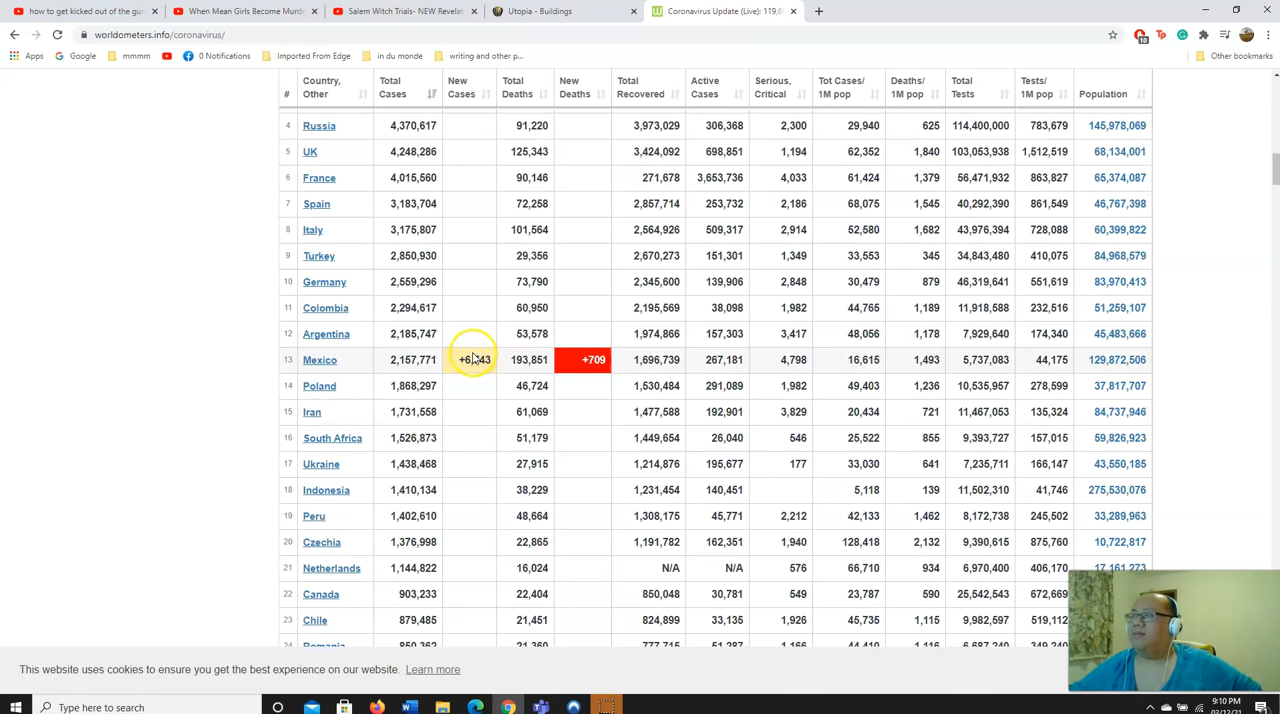 how to get kicked out of the gu
When Mean Girls Become Murde
Salem Witch Trials- NEW Revelat
Utopia - Buildings
Coronavirus Update (Live): 119,6
worldometers.info/coronavirus/
Apps Google mmmm 0 Notifications Imported From Edge in du monde writing and other p... Other bookmarks
# Country, Other Total Cases New Cases Total Deaths New Deaths Total Recovered Active Cases Serious, Critical Tot Cases/ 1M pop Deaths/ 1M pop Total Tests Tests/ 1M pop Population
4 Russia 4,370,617 91,220 3,973,029 306,368 2,300 29,940 625 114,400,000 783,679 145,978,069
5 UK 4,248,286 125,343 3,424,092 698,851 1,194 62,352 1,840 103,053,938 1,512,519 68,134,001
6 France 4,015,560 90,146 271,678 3,653,736 4,033 61,424 1,379 56,471,932 863,827 65,374,087
7 Spain 3,183,704 72,258 2,857,714 253,732 2,186 68,075 1,545 40,292,390 861,549 46,767,398
8 Italy 3,175,807 101,564 2,564,926 509,317 2,914 52,580 1,682 43,976,394 728,088 60,399,822
9 Turkey 2,850,930 29,356 2,670,273 151,301 1,349 33,553 345 34,843,480 410,075 84,968,579
10 Germany 2,559,296 73,790 2,345,600 139,906 2,848 30,479 879 46,319,641 551,619 83,970,413
11 Colombia 2,294,617 60,950 2,195,569 38,098 1,982 44,765 1,189 11,918,588 232,516 51,259,107
12 Argentina 2,185,747 53,578 1,974,866 157,303 3,417 48,056 1,178 7,929,640 174,340 45,483,666
13 Mexico 2,157,771 193,851 +709 1,696,739 267,181 4,798 16,615 1,493 5,737,083 44,175 129,872,506
14 Poland 1,868,297 46,724 1,530,484 291,089 1,982 49,403 1,236 10,535,957 278,599 37,817,707
15 Iran 1,731,558 61,069 1,477,588 192,901 3,829 20,434 721 11,467,053 135,324 84,737,946
16 South Africa 1,526,873 51,179 1,449,654 26,040 546 25,522 855 9,393,727 157,015 59,826,923
17 Ukraine 1,438,468 27,915 1,214,876 195,677 177 33,030 641 7,235,711 166,147 43,550,185
18 Indonesia 1,410,134 38,229 1,231,454 140,451 5,118 139 11,502,310 41,746 275,530,076
19 Peru 1,402,610 48,664 1,308,175 45,771 2,212 42,133 1,462 8,172,738 245,502 33,289,963
20 Czechia 1,376,998 22,865 1,191,782 162,351 1,940 128,418 2,132 9,390,615 875,760 10,722,817
21 Netherlands 1,144,822 16,024 N/A N/A 576 66,710 934 6,970,400 406,170 17,161,273
22 Canada 903,233 22,404 850,048 30,781 549 23,787 590 25,542,543 672,669
23 Chile 879,485 21,451 824,899 33,135 1,926 45,735 1,115 9,982,597 519,112
This website uses cookies to ensure you get the best experience on our website. Learn more
Type here to search
9:10 PM
03/12/21